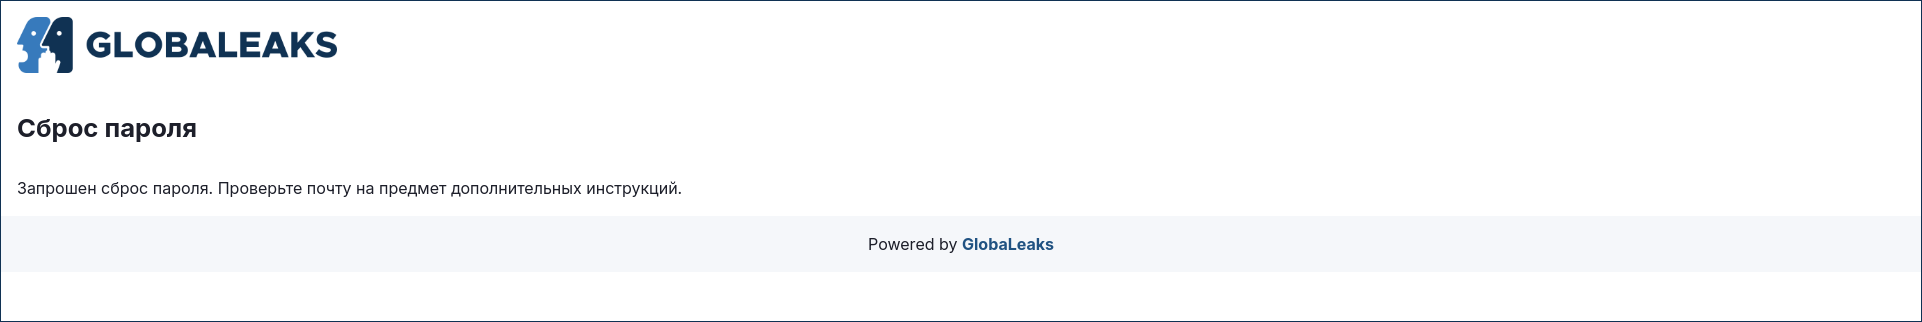 GLOBALEAKS
Сброс пароля
Запрошен сброс пароля. Проверьте почту на предмет дополнительных инструкций.
Powered by GlobaLeaks